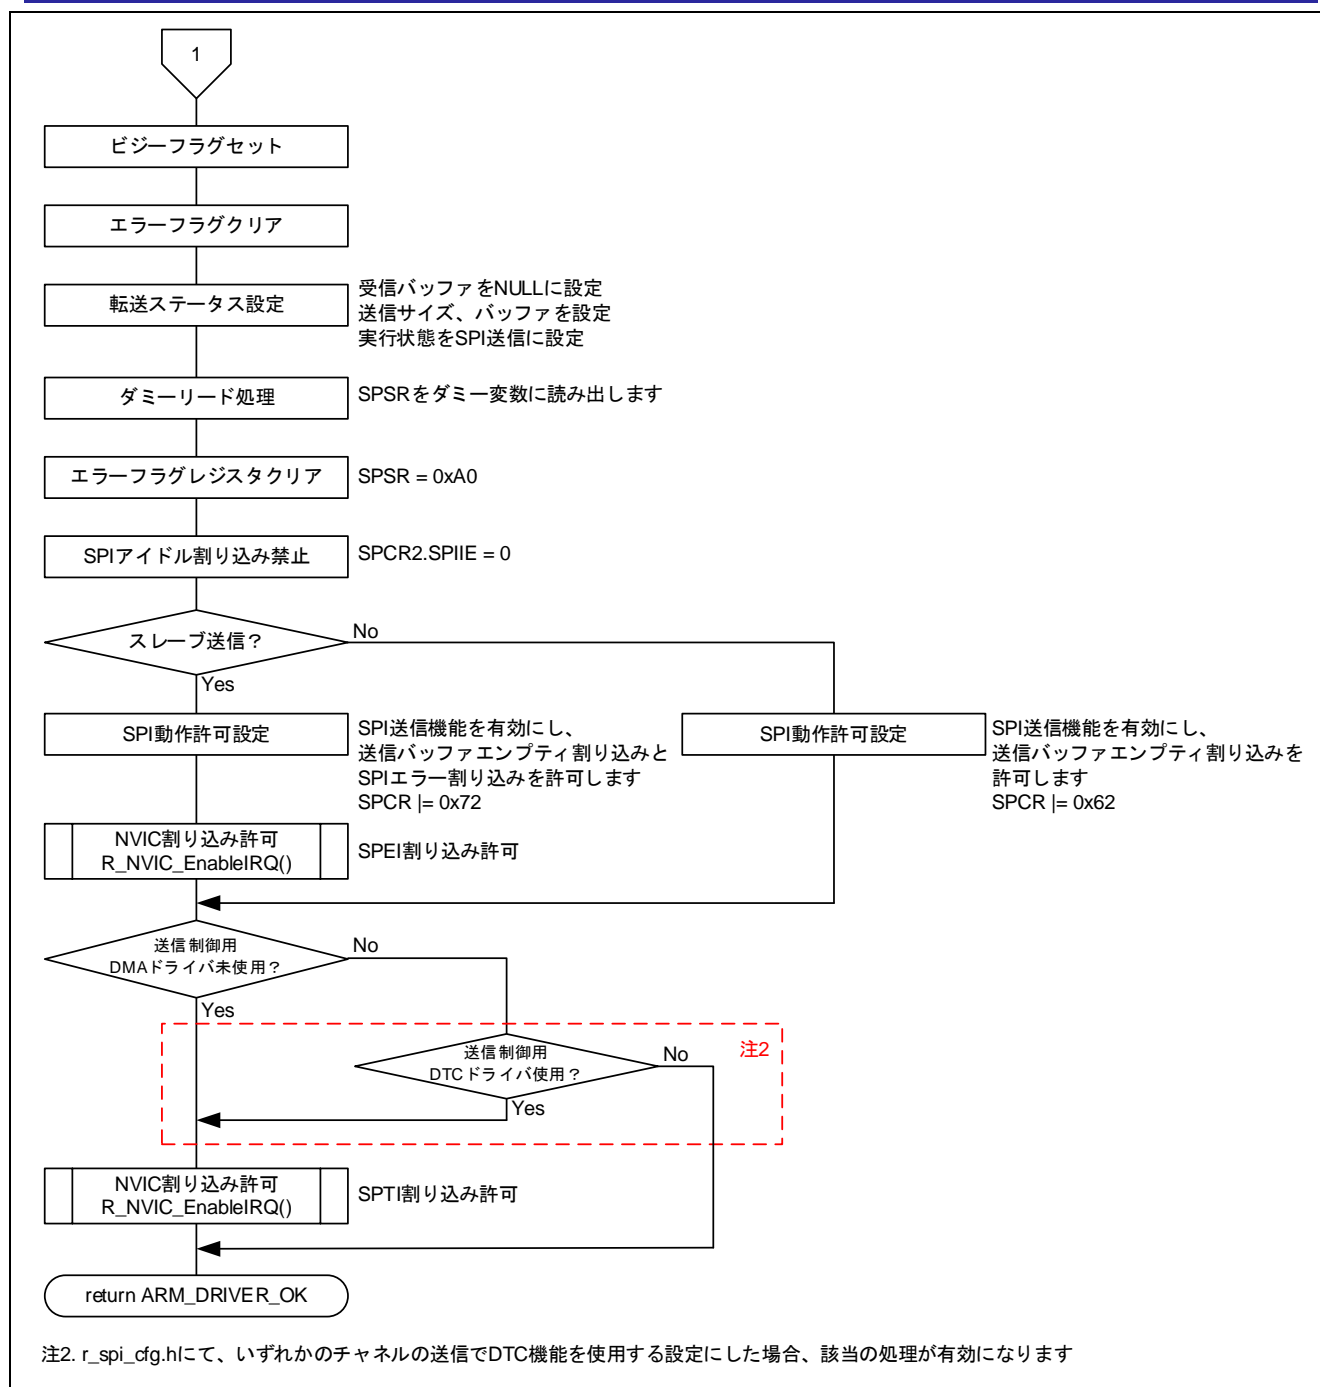 1
ビジーフラグセット
エラーフラグクリア
転送ステータス設定
受信バッファをNULLに設定
送信サイズ、バッファを設定
実行状態をSPI送信に設定
ダミーリード処理
SPSRをダミー変数に読み出します
エラーフラグレジスタクリア
SPSR = 0xA0
SPIアイドル割り込み禁止
SPCR2.SPIIE = 0
スレーブ送信？
No
Yes
SPI動作許可設定
SPI送信機能を有効にし、
送信バッファエンプティ割り込みと
SPIエラー割り込みを許可します
SPCR |= 0x72
SPI動作許可設定
SPI送信機能を有効にし、
送信バッファエンプティ割り込みを
許可します
SPCR |= 0x62
NVIC割り込み許可
R_NVIC_EnableIRQ()
SPEI割り込み許可
送信制御用
DMAドライバ未使用？
No
Yes
送信制御用
DTCドライバ使用？
No
Yes
注2
NVIC割り込み許可
R_NVIC_EnableIRQ()
SPTI割り込み許可
return ARM_DRIVER_OK
注2. r_spi_cfg.hにて、いずれかのチャネルの送信でDTC機能を使用する設定にした場合、該当の処理が有効になります